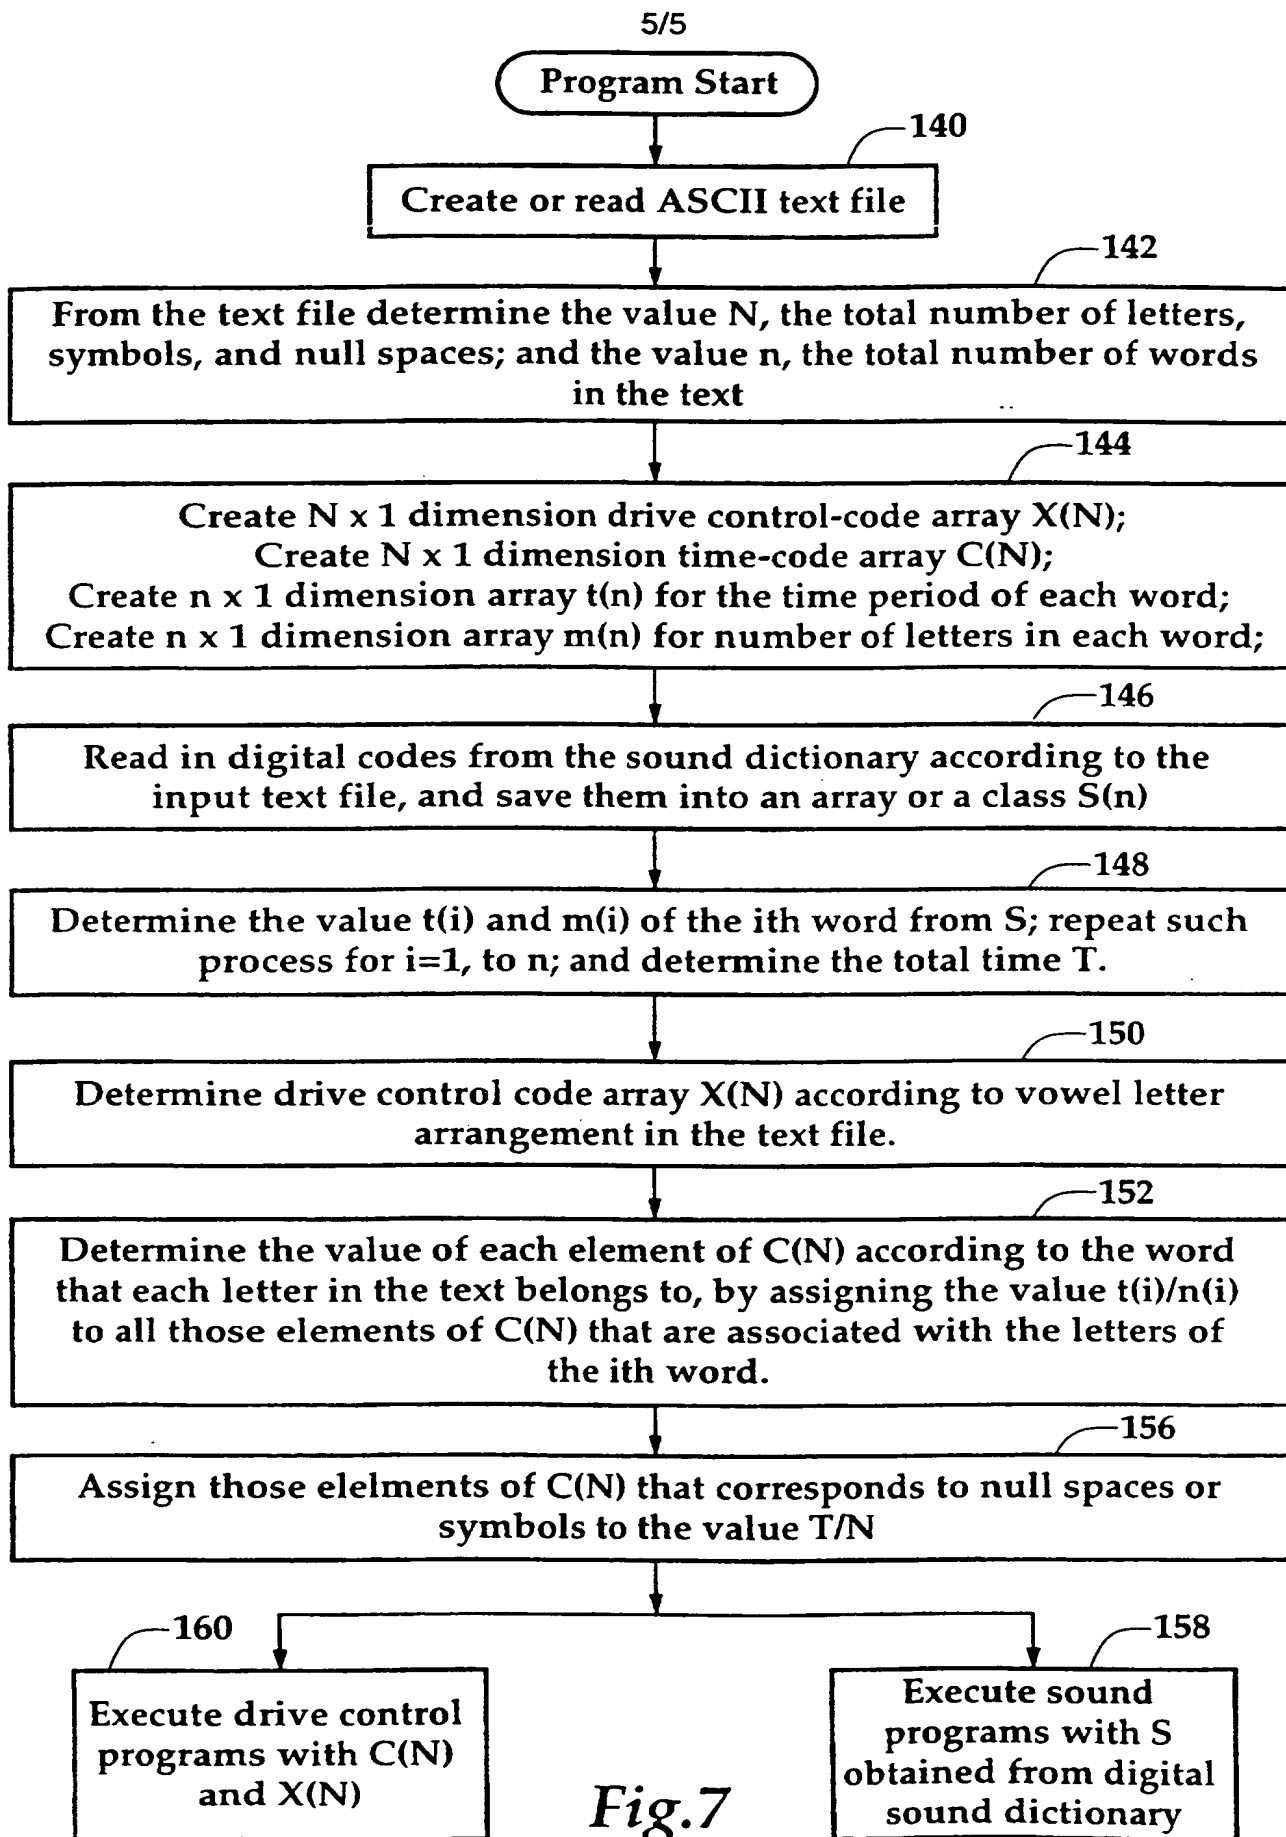 5/5
Program Start
140
Create or read ASCII text file
142
From the text file determine the value N, the total number of letters,
symbols, and null spaces; and the value n, the total number of words
in the text
144
Create N x 1 dimension drive control-code array X(N);
Create N x 1 dimension time-code array C(N);
Create n x 1 dimension array t(n) for the time period of each word;
Create n x 1 dimension array m(n) for number of letters in each word;
146
Read in digital codes from the sound dictionary according to the
input text file, and save them into an array or a class S(n)
148
Determine the value t(i) and m(i) of the ith word from S; repeat such
process for i=1, to n; and determine the total time T.
150
Determine drive control code array X(N) according to vowel letter
arrangement in the text file.
152
Determine the value of each element of C(N) according to the word
that each letter in the text belongs to, by assigning the value t(i)/n(i)
to all those elements of C(N) that are associated with the letters of
the ith word.
156
Assign those elelments of C(N) that corresponds to null spaces or
symbols to the value T/N
160
Execute drive control
programs with C(N)
and X(N)
158
Execute sound
programs with S
obtained from digital
sound dictionary
Fig.7